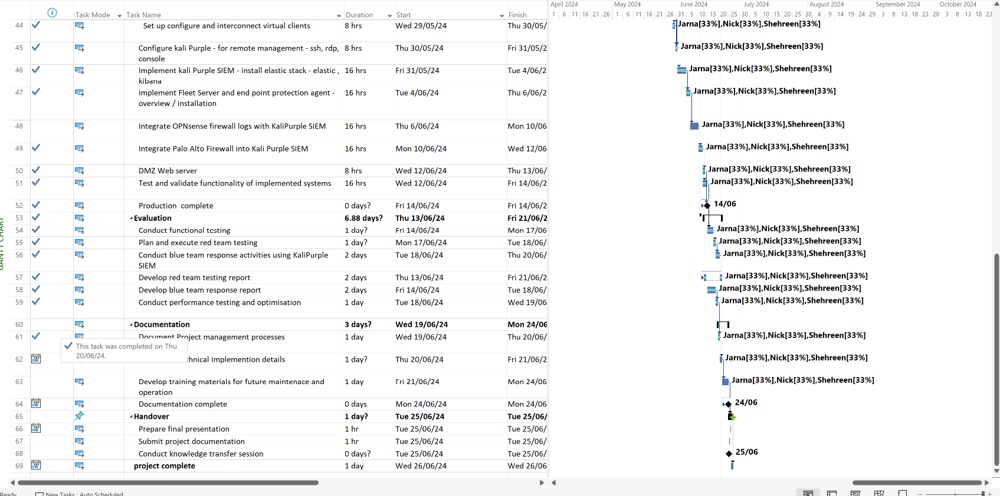 April 2024 May 2024 June 2024 July 2024 August 2024 September 2024 October 2024
Task Mode Task Name Duration Start Finish 1 6 11 16 21 26 1 6 11 16 21 26 31 5 10 15 20 25 30 5 10 15 20 25 30 4 9 14 19 24 29 3 8 13 18 23 28 3 8 13 18 23
44 Set up configure and interconnect virtual clients 8 hrs Wed 29/05/24 Thu 30/05/ Jarna[33%],Nick[33%],Shehreen[33%]
45 Configure kali Purple - for remote management - ssh, rdp, 8 hrs Thu 30/05/24 Fri 31/05/2 Jarna[33%],Nick[33%],Shehreen[33%]
console
46 Implement kali Purple SIEM - install elastic stack - elastic , 16 hrs Fri 31/05/24 Tue 4/06/2 Jarna[33%],Nick[33%],Shehreen[33%]
kibana
47 Implement Fleet Server and end point protection agent - 16 hrs Tue 4/06/24 Thu 6/06/2 Jarna[33%],Nick[33%],Shehreen[33%]
overview / installation
48 Integrate OPNsense firewall logs with KaliPurple SIEM 16 hrs Thu 6/06/24 Mon 10/06 Jarna[33%],Nick[33%],Shehreen[33%]
49 Integrate Palo Alto Firewall into Kali Purple SIEM 16 hrs Mon 10/06/24 Wed 12/06 Jarna[33%],Nick[33%],Shehreen[33%]
50 DMZ Web server 8 hrs Wed 12/06/24 Thu 13/06/ Jarna[33%],Nick[33%],Shehreen[33%]
51 Test and validate functionality of implemented systems 16 hrs Wed 12/06/24 Fri 14/06/2 Jarna[33%],Nick[33%],Shehreen[33%]
52 Production complete 0 days? Fri 14/06/24 Fri 14/06/2 14/06
53 Evaluation 6.88 days? Thu 13/06/24 Fri 21/06/2
54 Conduct functional testing 1 day? Fri 14/06/24 Mon 17/06 Jarna[33%],Nick[33%],Shehreen[33%]
55 Plan and execute red team testing 1 day? Mon 17/06/24 Tue 18/06/ Jarna[33%],Nick[33%],Shehreen[33%]
56 Conduct blue team response activities using KaliPurple 2 days Tue 18/06/24 Thu 20/06/ Jarna[33%],Nick[33%],Shehreen[33%]
SIEM
57 Develop red team testing report 2 days Thu 13/06/24 Fri 21/06/2 Jarna[33%],Nick[33%],Shehreen[33%]
58 Develop blue team response report 2 days Fri 14/06/24 Tue 18/06/ Jarna[33%],Nick[33%],Shehreen[33%]
59 Conduct performance testing and optimisation 1 day Tue 18/06/24 Wed 19/06 Jarna[33%],Nick[33%],Shehreen[33%]
60 Documentation 3 days? Wed 19/06/24 Mon 24/06
61 Document Project management processes 1 day Wed 19/06/24 Thu 20/06/ Jarna[33%],Nick[33%],Shehreen[33%]
This task was completed on Thu
20/06/24.
62 chnical implemention details 1 day? Thu 20/06/24 Fri 21/06/2 Jarna[33%],Nick[33%],Shehreen[33%]
63 Develop training materials for future maintenace and 1 day Fri 21/06/24 Mon 24/06 Jarna[33%],Nick[33%],Shehreen[33%]
operation
64 Documentation complete 0 days Mon 24/06/24 Mon 24/06 24/06
65 Handover 1 day? Tue 25/06/24 Tue 25/06/
66 Prepare final presentation 1 hr Tue 25/06/24 Tue 25/06/
67 Submit project documentation 1 hr Tue 25/06/24 Tue 25/06/
68 Conduct knowledge transfer session 0 days? Tue 25/06/24 Tue 25/06/ 25/06
69 project complete 1 day Wed 26/06/24 Wed 26/06
GANTT CHART
Ready New Tasks : Auto Scheduled